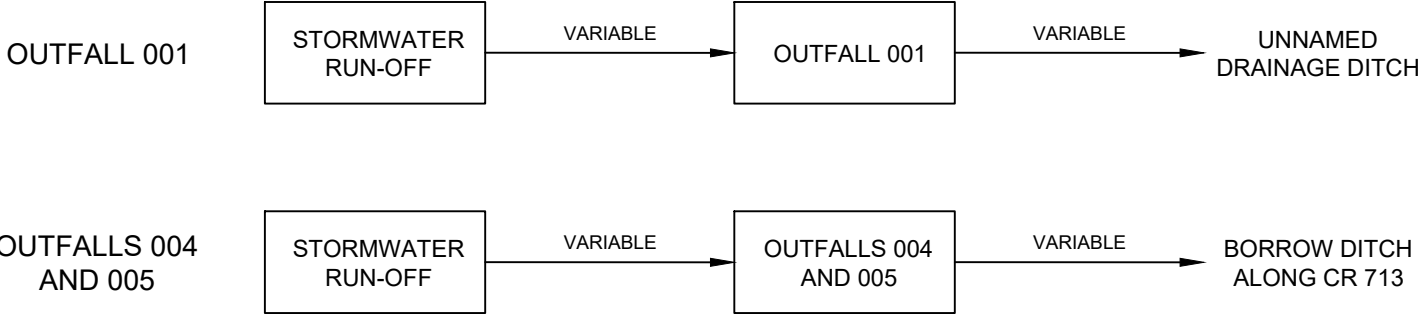 OUTFALL 001
STORMWATER
RUN-OFF
VARIABLE
OUTFALL 001
VARIABLE
UNNAMED
DRAINAGE DITCH
OUTFALLS 004
AND 005
STORMWATER
RUN-OFF
VARIABLE
OUTFALLS 004
AND 005
VARIABLE
BORROW DITCH
ALONG CR 713